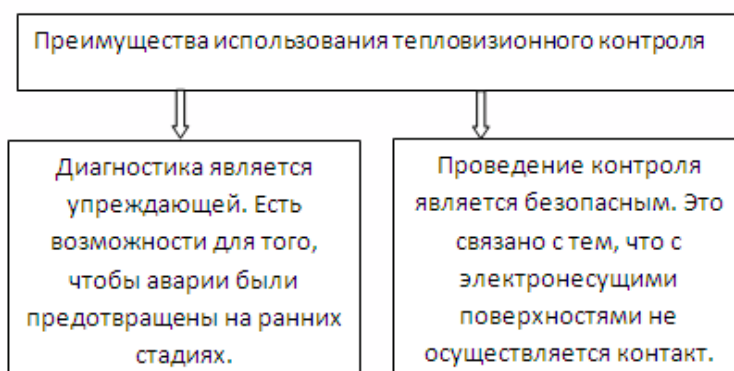 Преимущества использования тепловизионного контроля
Диагностика является
упреждающей. Есть
возможности для того,
чтобы аварии были
предотвращены на ранних
стадиях.
Проведение контроля
является безопасным. Это
связано с тем, что с
электронесущими
поверхностями не
осуществляется контакт.